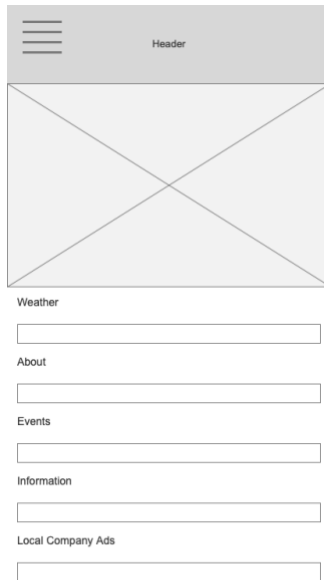 Header
Weather
About
Events
Information
Local Company Ads